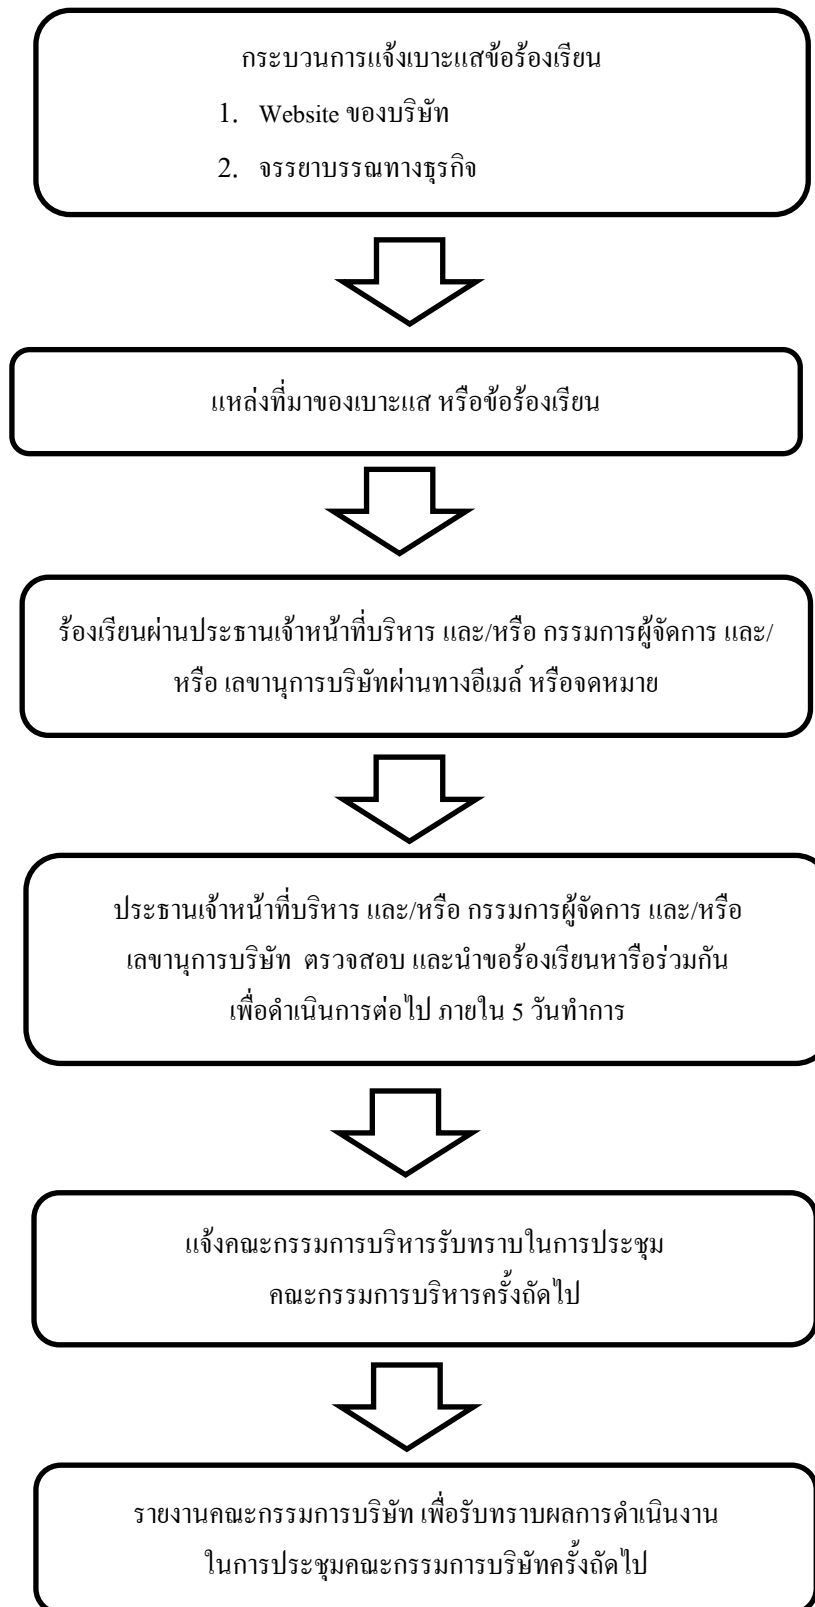 กระบวนการแจ้งเบาะแสข้อร้องเรียน
1. Website ของบริษัท
2. จรรยาบรรณทางธุรกิจ
แหล่งที่มาของเบาะแส หรือข้อร้องเรียน
ร้องเรียนผ่านประธานเจ้าหน้าที่บริหาร และ/หรือ กรรมการผู้จัดการ และ/
หรือ เลขานุการบริษัทผ่านทางอีเมล์ หรือจดหมาย
ประธานเจ้าหน้าที่บริหาร และ/หรือ กรรมการผู้จัดการ และ/หรือ
เลขานุการบริษัท ตรวจสอบ และนำขอร้องเรียนหารือร่วมกัน
เพื่อดำเนินการต่อไป ภายใน 5 วันทำการ
แจ้งคณะกรรมการบริหารรับทราบในการประชุม
คณะกรรมการบริหารครั้งถัดไป
รายงานคณะกรรมการบริษัท เพื่อรับทราบผลการดำเนินงาน
ในการประชุมคณะกรรมการบริษัทครั้งถัดไป